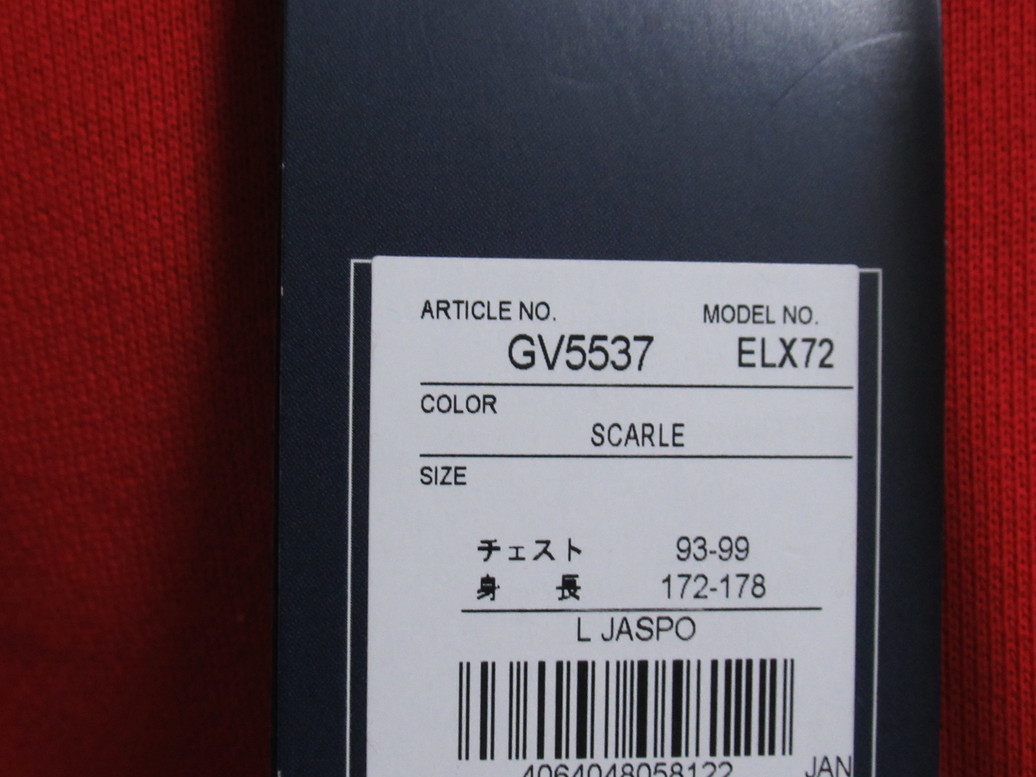 ARTICLE NO. MODEL NO.
GV5537 ELX72
COLOR
SCARLE
SIZE
チェスト 93-99
身 長 172-178
L JASPO
4064048058122 JAN